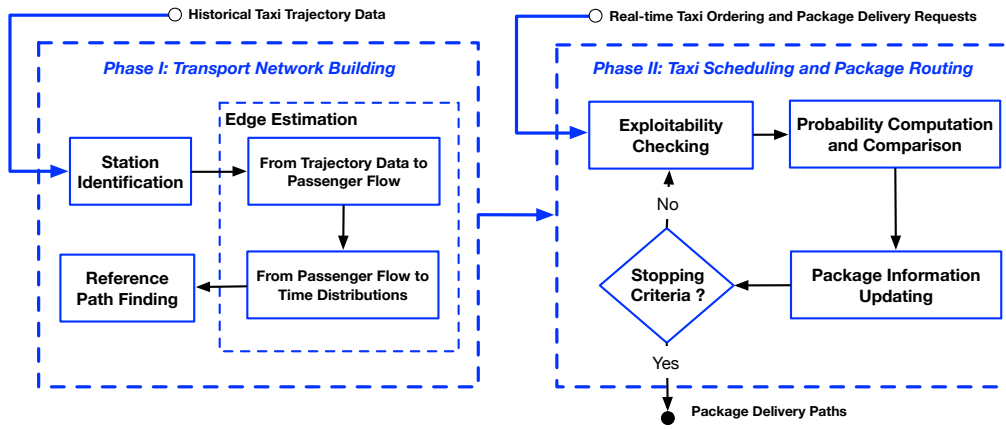 Historical Taxi Trajectory Data
Phase I: Transport Network Building
Edge Estimation
Station
Identification
From Trajectory Data to
Passenger Flow
From Passenger Flow to
Time Distributions
Reference
Path Finding
Real-time Taxi Ordering and Package Delivery Requests
Phase II: Taxi Scheduling and Package Routing
Exploitability
Checking
Probability Computation
and Comparison
Package Information
Updating
Stopping
Criteria ?
No
Yes
Package Delivery Paths